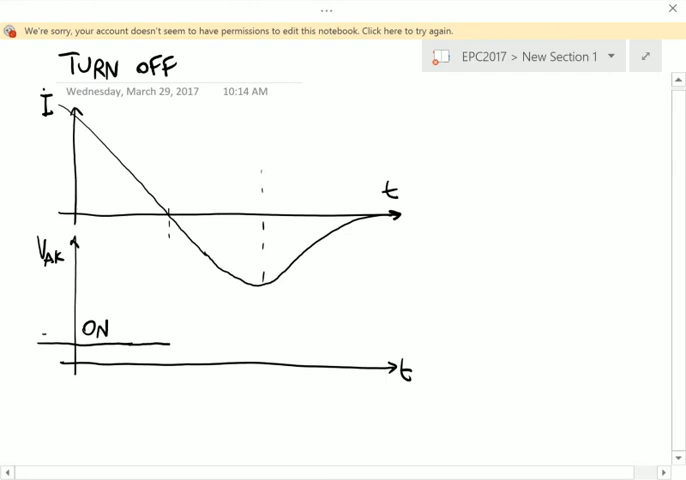 ...
We're sorry, your account doesn't seem to have permissions to edit this notebook. Click here to try again.
EPC2017 > New Section 1
TURN OFF
Wednesday, March 29, 2017 10:14 AM
i
t
VAK
ON
t